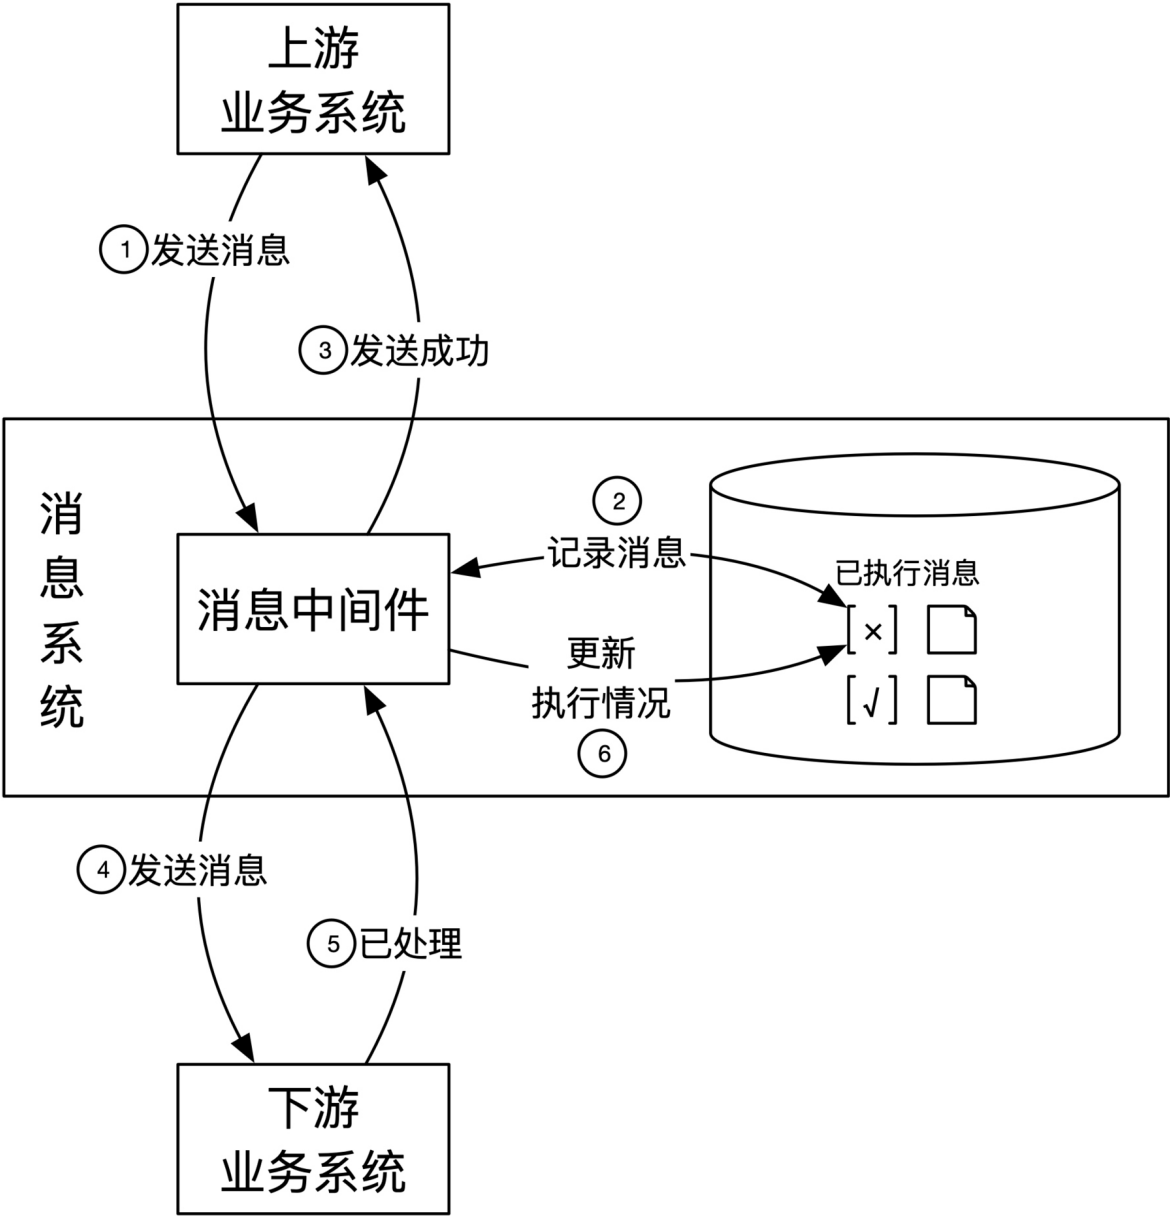 上游
业务系统
1 发送消息
3 发送成功
消息系统
2
记录消息
已执行消息
[×]
消息中间件
更新
执行情况
6
[√]
4 发送消息
5 已处理
下游
业务系统